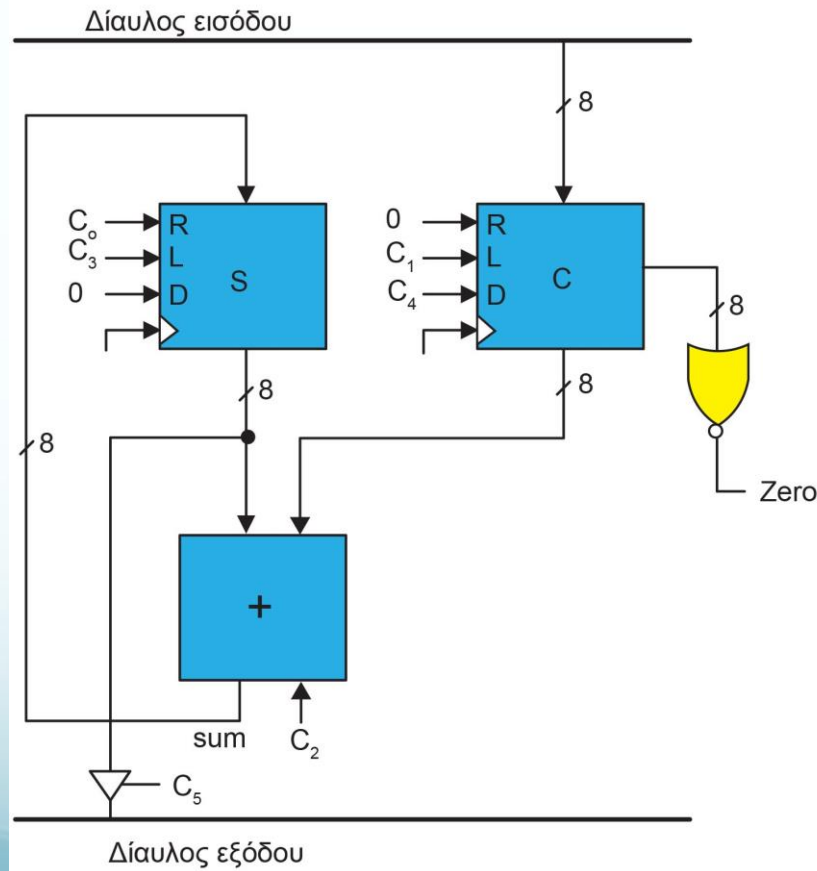 Δίαυλος εισόδου
8
C₀ R
C₃ L
0 D
S
0 R
C₁ L
C₄ D
C
8
8
8
8
Zero
+
sum
C₂
C₅
Δίαυλος εξόδου